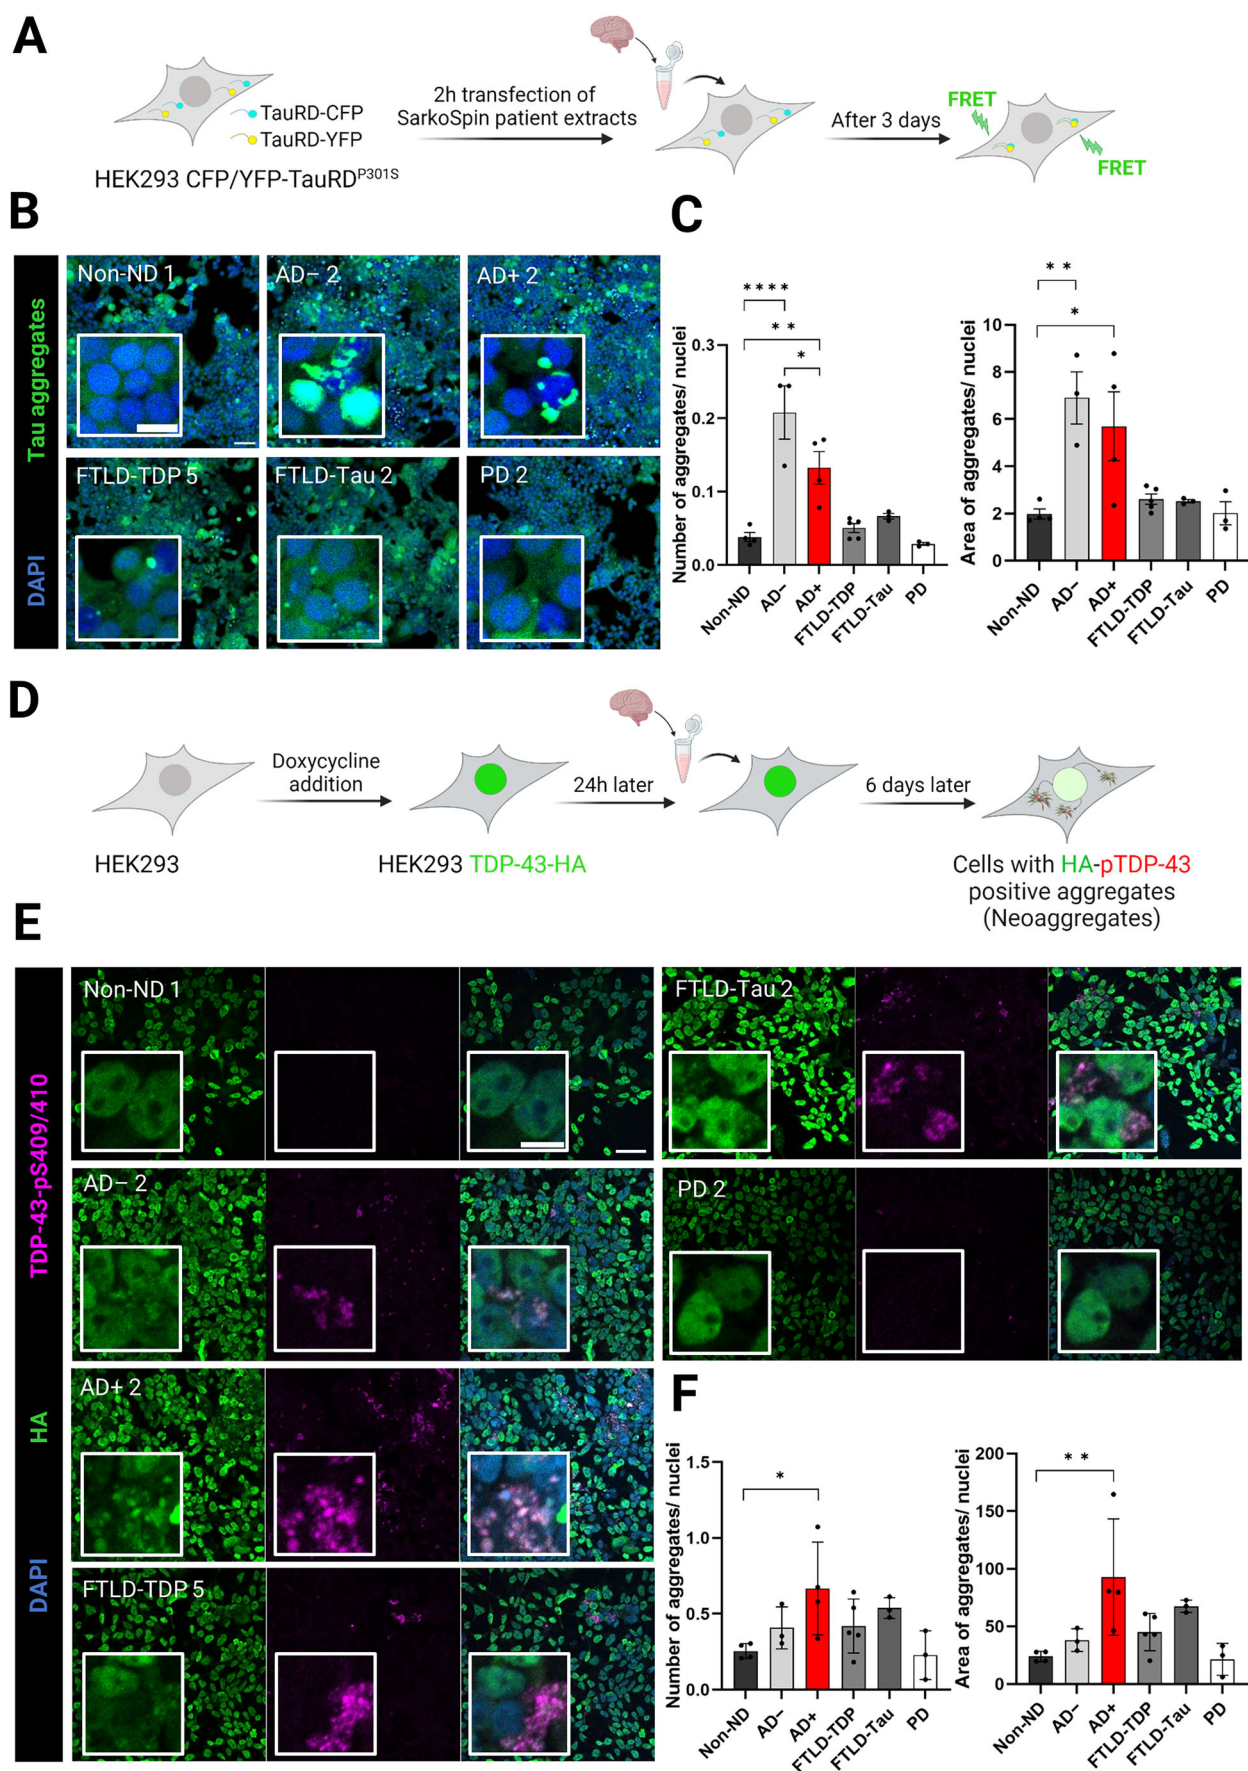 A
TauRD-CFP
TauRD-YFP
HEK293 CFP/YFP-TauRDP301S
2h transfection of
SarkoSpin patient extracts
After 3 days
FRET
FRET
B
Tau aggregates
DAPI
Non-ND 1
AD– 2
AD+ 2
FTLD-TDP 5
FTLD-Tau 2
PD 2
C
Number of aggregates/ nuclei
0.3
0.2
0.1
0.0
****
**
*
Non-ND
AD–
AD+
FTLD-TDP
FTLD-Tau
PD
Area of aggregates/ nuclei
10
8
6
4
2
0
**
*
Non-ND
AD–
AD+
FTLD-TDP
FTLD-Tau
PD
D
HEK293
Doxycycline
addition
HEK293 TDP-43-HA
24h later
6 days later
Cells with HA-pTDP-43
positive aggregates
(Neoaggregates)
E
TDP-43-pS409/410
HA
DAPI
Non-ND 1
FTLD-Tau 2
AD– 2
PD 2
AD+ 2
FTLD-TDP 5
F
Number of aggregates/ nuclei
1.5
1.0
0.5
0.0
*
Non-ND
AD–
AD+
FTLD-TDP
FTLD-Tau
PD
Area of aggregates/ nuclei
200
150
100
50
0
**
Non-ND
AD–
AD+
FTLD-TDP
FTLD-Tau
PD